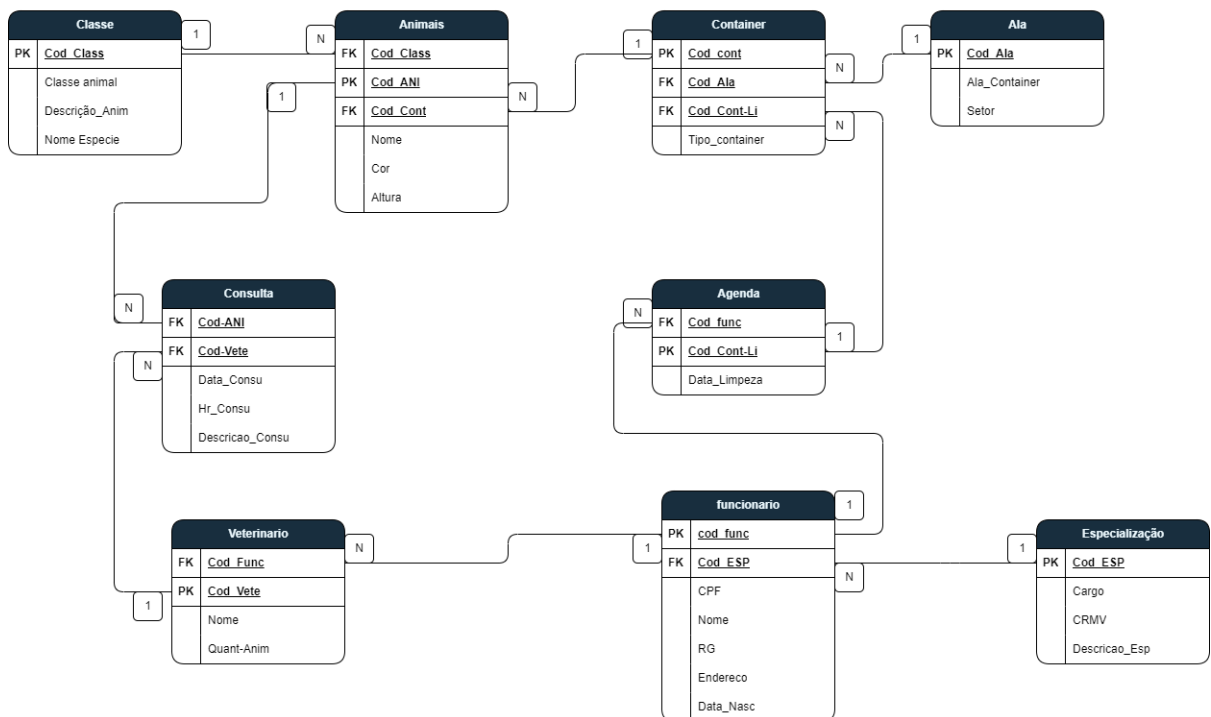 Classe
PK Cod_Class
Classe animal
Descrição_Anim
Nome Especie
1
N
Animais
FK Cod_Class
PK Cod_ANI
FK Cod_Cont
Nome
Cor
Altura
1
N
1
Container
PK Cod_cont
FK Cod_Ala
FK Cod_Cont-Li
Tipo_container
N
N
1
Ala
PK Cod_Ala
Ala_Container
Setor
N
Consulta
FK Cod-ANI
FK Cod-Vete
Data_Consu
Hr_Consu
Descricao_Consu
N
N
Agenda
FK Cod_func
PK Cod_Cont-Li
Data_Limpeza
1
Veterinario
FK Cod_Func
PK Cod_Vete
Nome
Quant-Anim
1
N
1
funcionario
PK cod_func
FK Cod_ESP
CPF
Nome
RG
Endereco
Data_Nasc
1
N
1
Especialização
PK Cod_ESP
Cargo
CRMV
Descricao_Esp